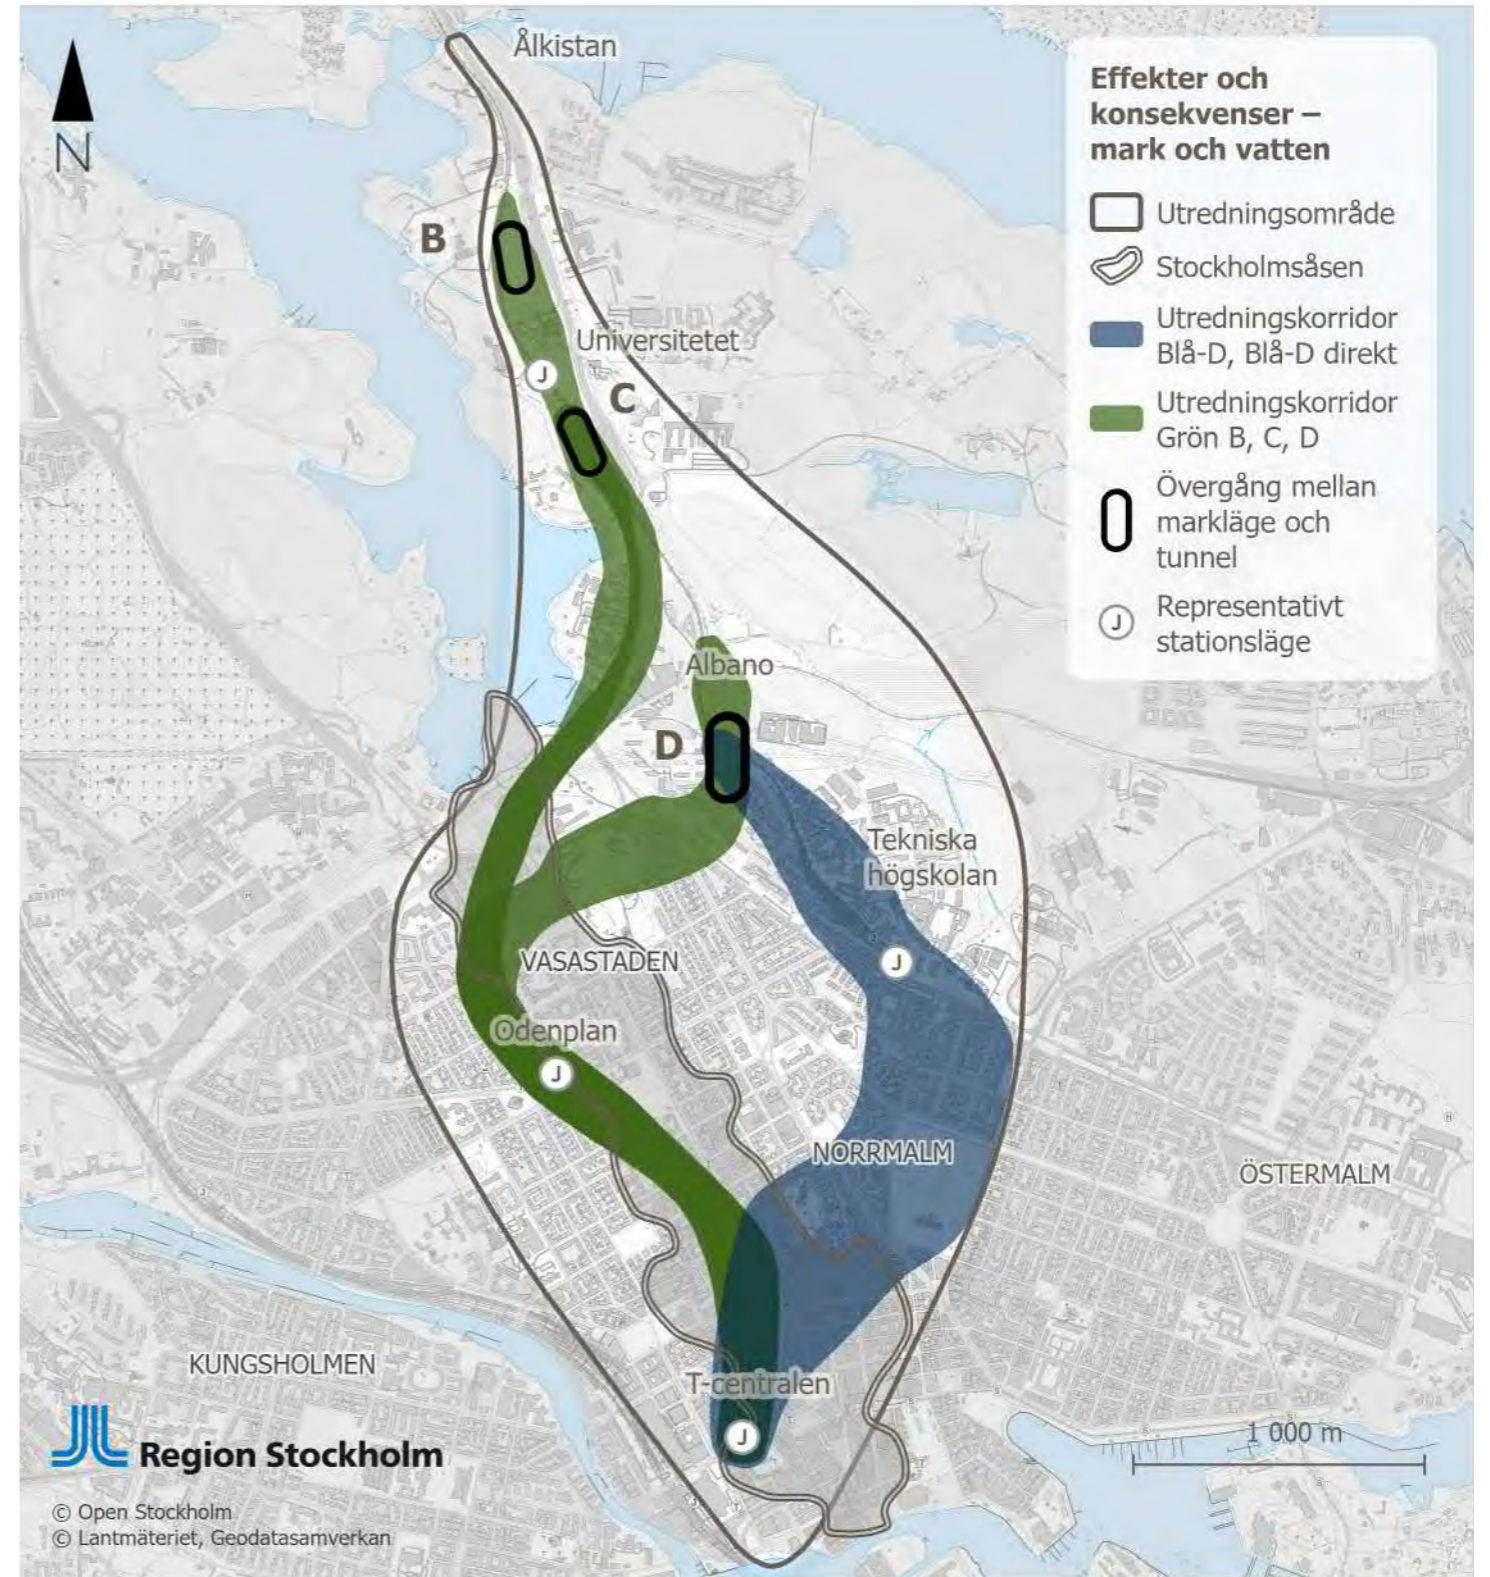 Ålkistan
N
B
Universitetet
J
C
Albano
D
Tekniska
högskolan
J
VASASTADEN
Odenplan
J
NORRMALM
ÖSTERMALM
KUNGSHOLMEN
T-centralen
J
Effekter och
konsekvenser –
mark och vatten
Utredningsområde
Stockholmsåsen
Utredningskorridor
Blå-D, Blå-D direkt
Utredningskorridor
Grön B, C, D
Övergång mellan
markläge och
tunnel
J
Representativt
stationsläge
1 000 m
Region Stockholm
© Open Stockholm
© Lantmäteriet, Geodatasamverkan